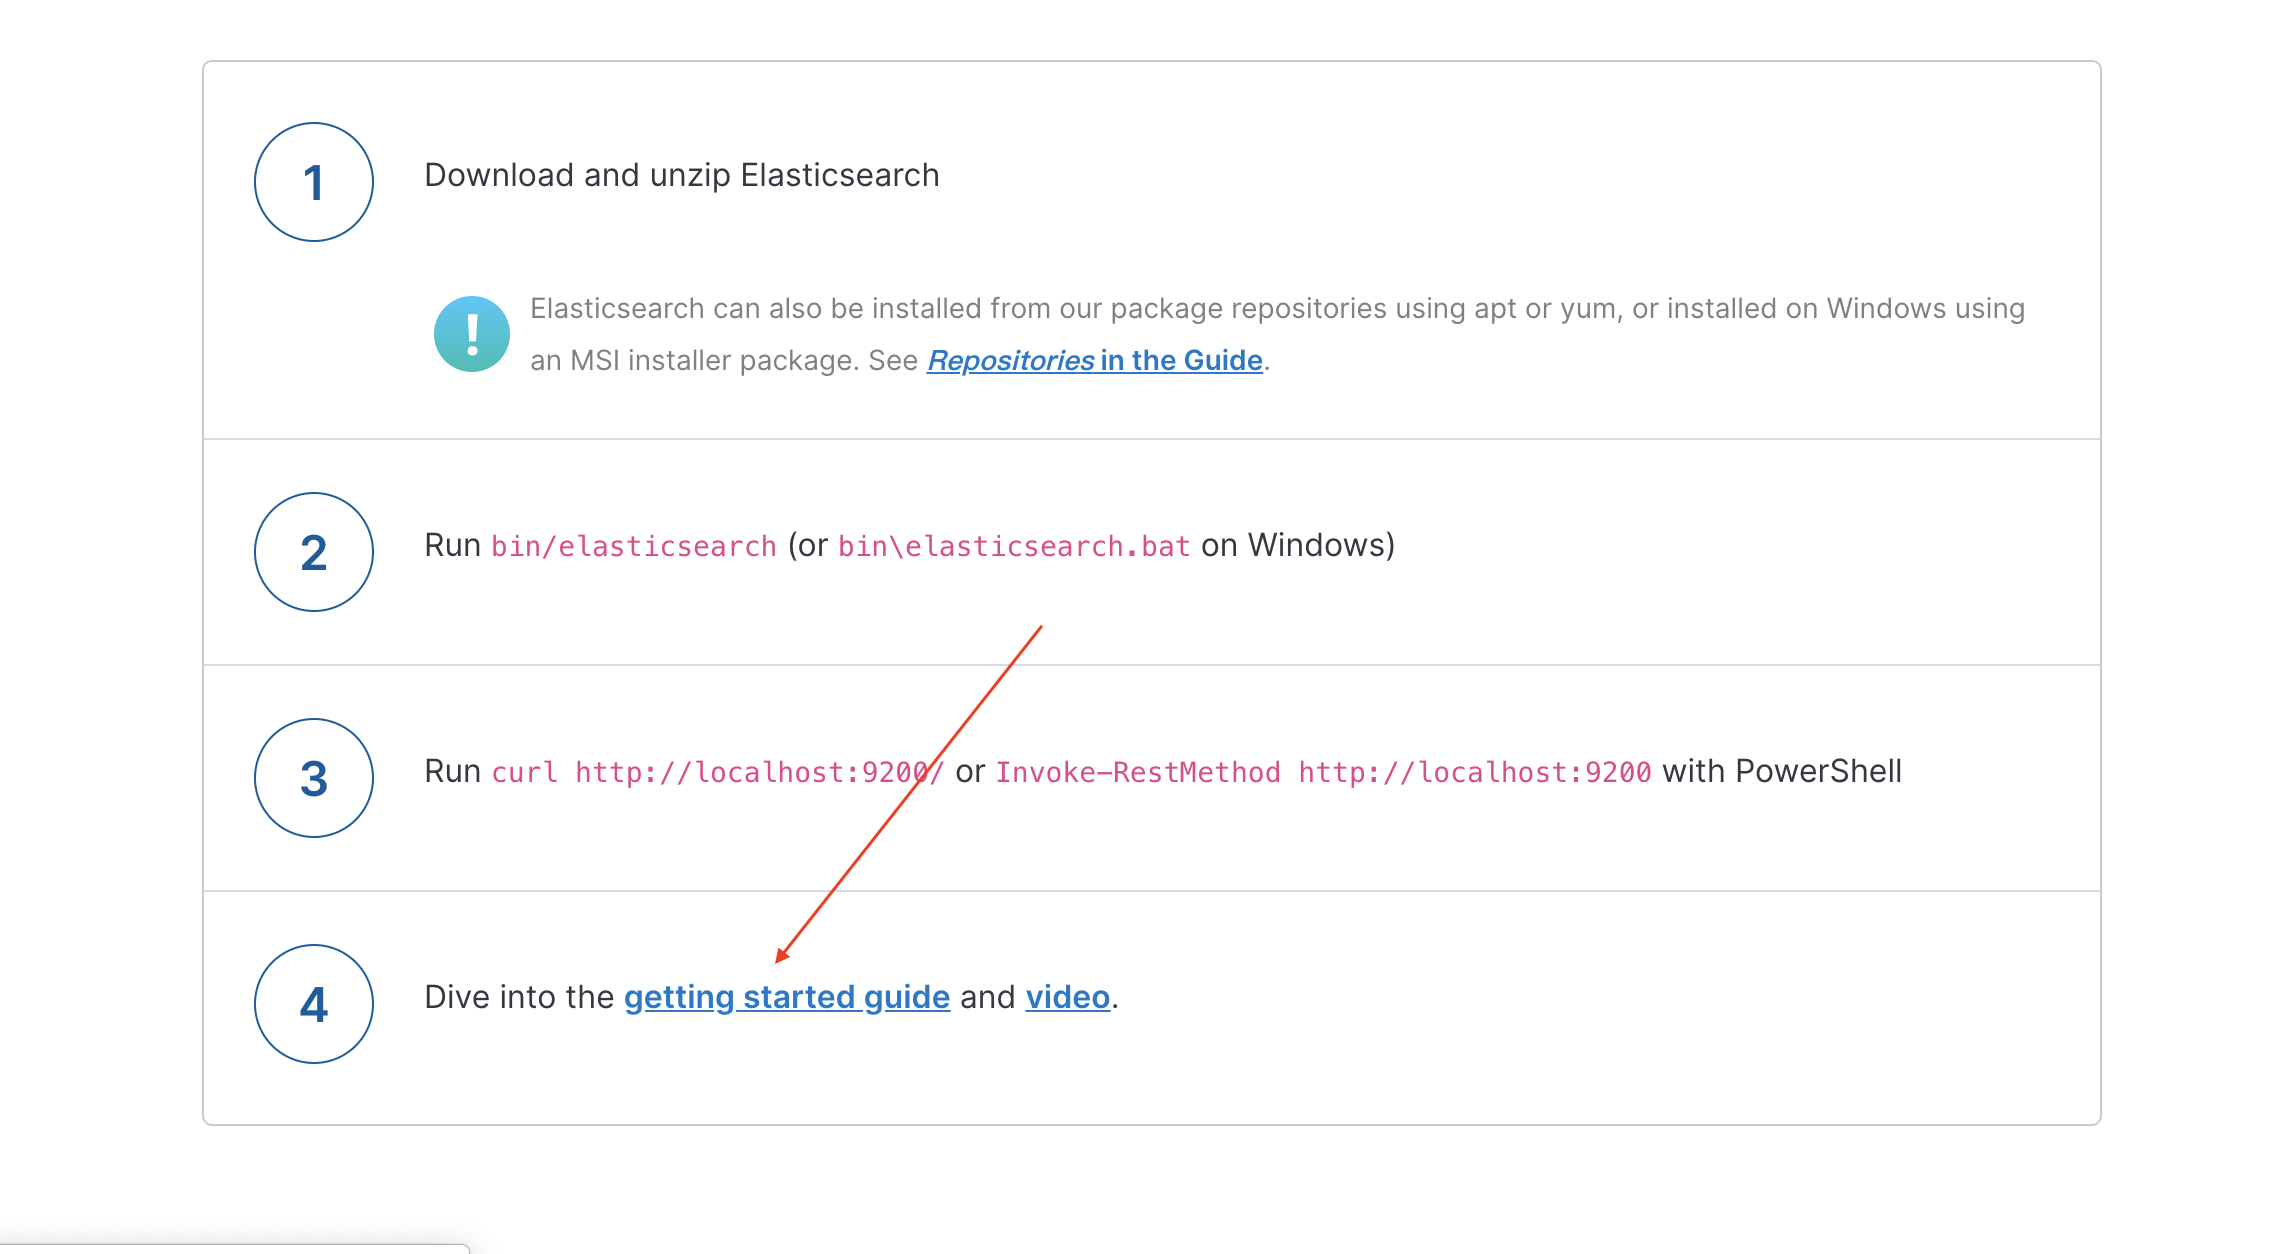 1
Download and unzip Elasticsearch
!
Elasticsearch can also be installed from our package repositories using apt or yum, or installed on Windows using
an MSI installer package. See Repositories in the Guide.
2
Run bin/elasticsearch (or bin\elasticsearch.bat on Windows)
3
Run curl http://localhost:9200/ or Invoke-RestMethod http://localhost:9200 with PowerShell
4
Dive into the getting started guide and video.